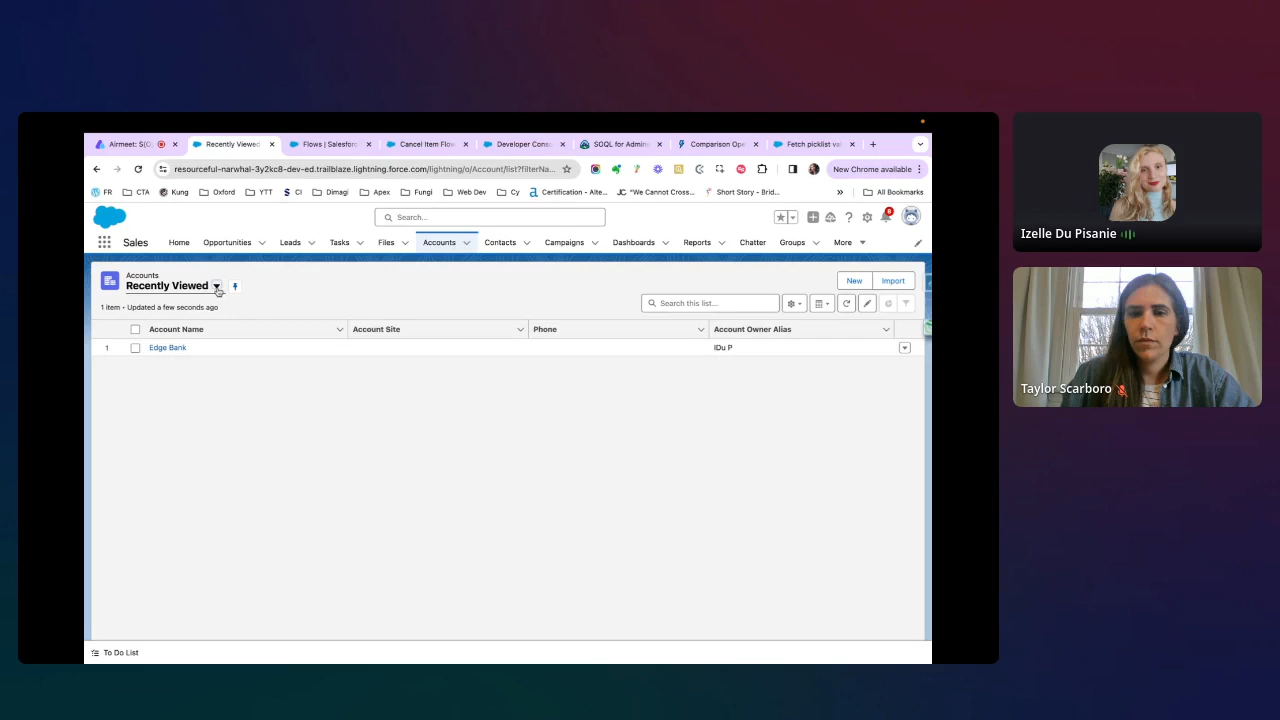 Airmeet: S(O
Recently Viewed
Flows | Salesforc
Cancel Item Flow
Developer Conso
SOQL for Admin
Comparison Ope
Fetch picklist va
resourceful-narwhal-3y2kc8-dev-ed.trailblaze.lightning.force.com/lightning/o/Account/list?filterNa...
New Chrome available
FR
CTA
Kung
Oxford
YTT
CI
Dimagi
Apex
Fungi
Web Dev
Cy
Certification - Alte...
"We Cannot Cross...
Short Story - Brid...
All Bookmarks
Search...
8
Sales
Home
Opportunities
Leads
Tasks
Files
Accounts
Contacts
Campaigns
Dashboards
Reports
Chatter
Groups
More
Accounts
Recently Viewed
New
Import
1 item • Updated a few seconds ago
Search this list...
Account Name
Account Site
Phone
Account Owner Alias
1
Edge Bank
IDu P
To Do List
Izelle Du Pisanie
Taylor Scarboro